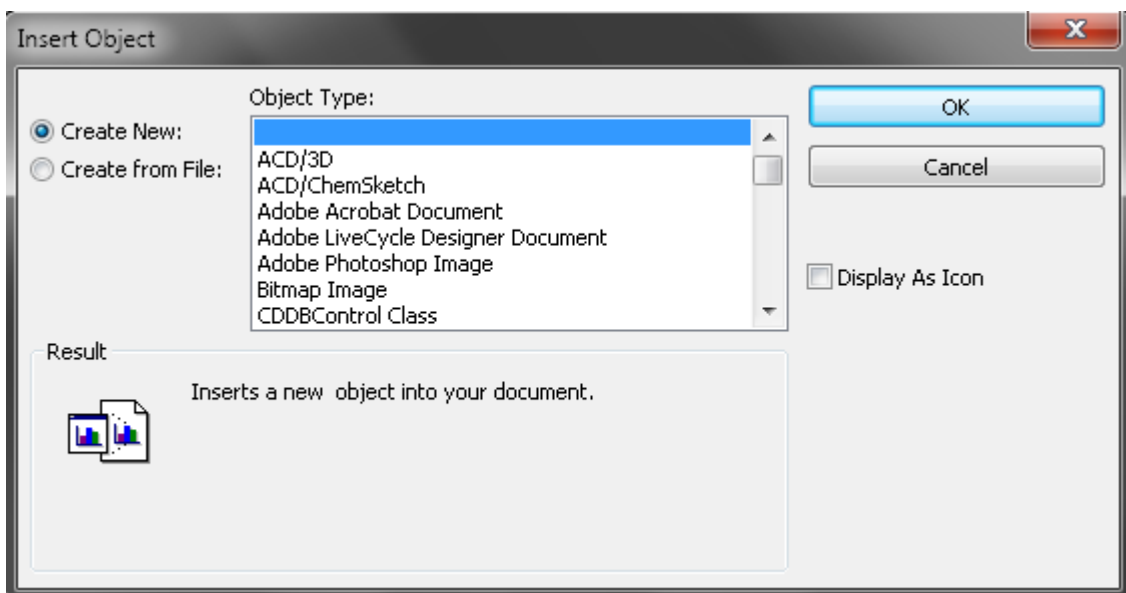 Insert Object
Object Type:
Create New:
Create from File:
ACD/3D
ACD/ChemSketch
Adobe Acrobat Document
Adobe LiveCycle Designer Document
Adobe Photoshop Image
Bitmap Image
CDDBControl Class
OK
Cancel
Display As Icon
Result
Inserts a new  object into your document.